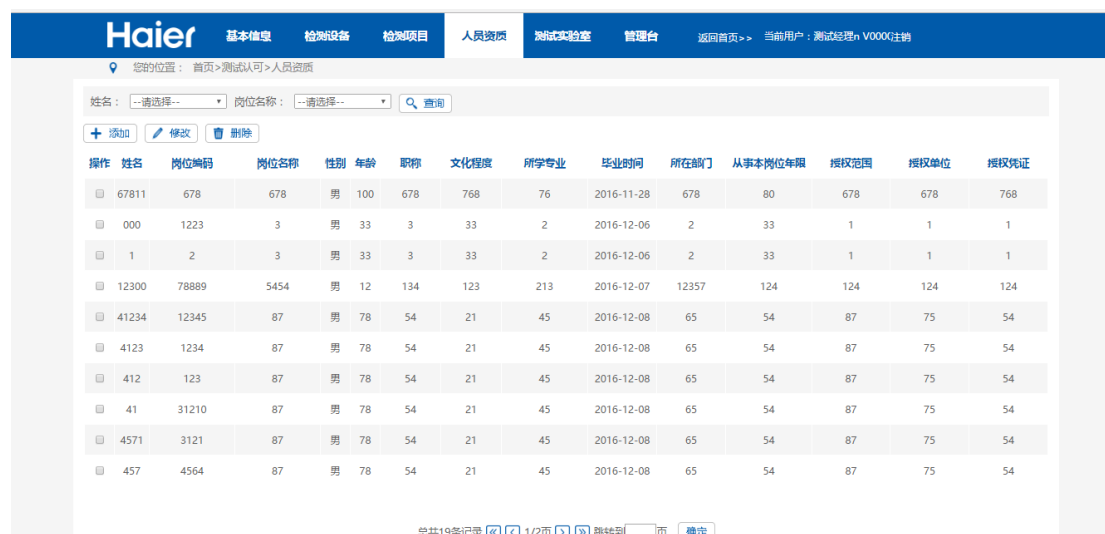 Haier 基本信息 检测设备 检测项目 人员资质 测试实验室 管理台 返回首页>> 当前用户：测试经理n V000(注销
您的位置： 首页>测试认可>人员资质
姓名： --请选择-- 岗位名称： --请选择-- 查询
添加 修改 删除
操作 姓名 岗位编码 岗位名称 性别 年龄 职称 文化程度 所学专业 毕业时间 所在部门 从事本岗位年限 授权范围 授权单位 授权凭证
67811 678 678 男 100 678 768 76 2016-11-28 678 80 678 678 768
000 1223 3 男 33 3 33 2 2016-12-06 2 33 1 1 1
1 2 3 男 33 3 33 2 2016-12-06 2 33 1 1 1
12300 78889 5454 男 12 134 123 213 2016-12-07 12357 124 124 124 124
41234 12345 87 男 78 54 21 45 2016-12-08 65 54 87 75 54
4123 1234 87 男 78 54 21 45 2016-12-08 65 54 87 75 54
412 123 87 男 78 54 21 45 2016-12-08 65 54 87 75 54
41 31210 87 男 78 54 21 45 2016-12-08 65 54 87 75 54
4571 3121 87 男 78 54 21 45 2016-12-08 65 54 87 75 54
457 4564 87 男 78 54 21 45 2016-12-08 65 54 87 75 54
总共19条记录 1/2页 跳转到 页 确定